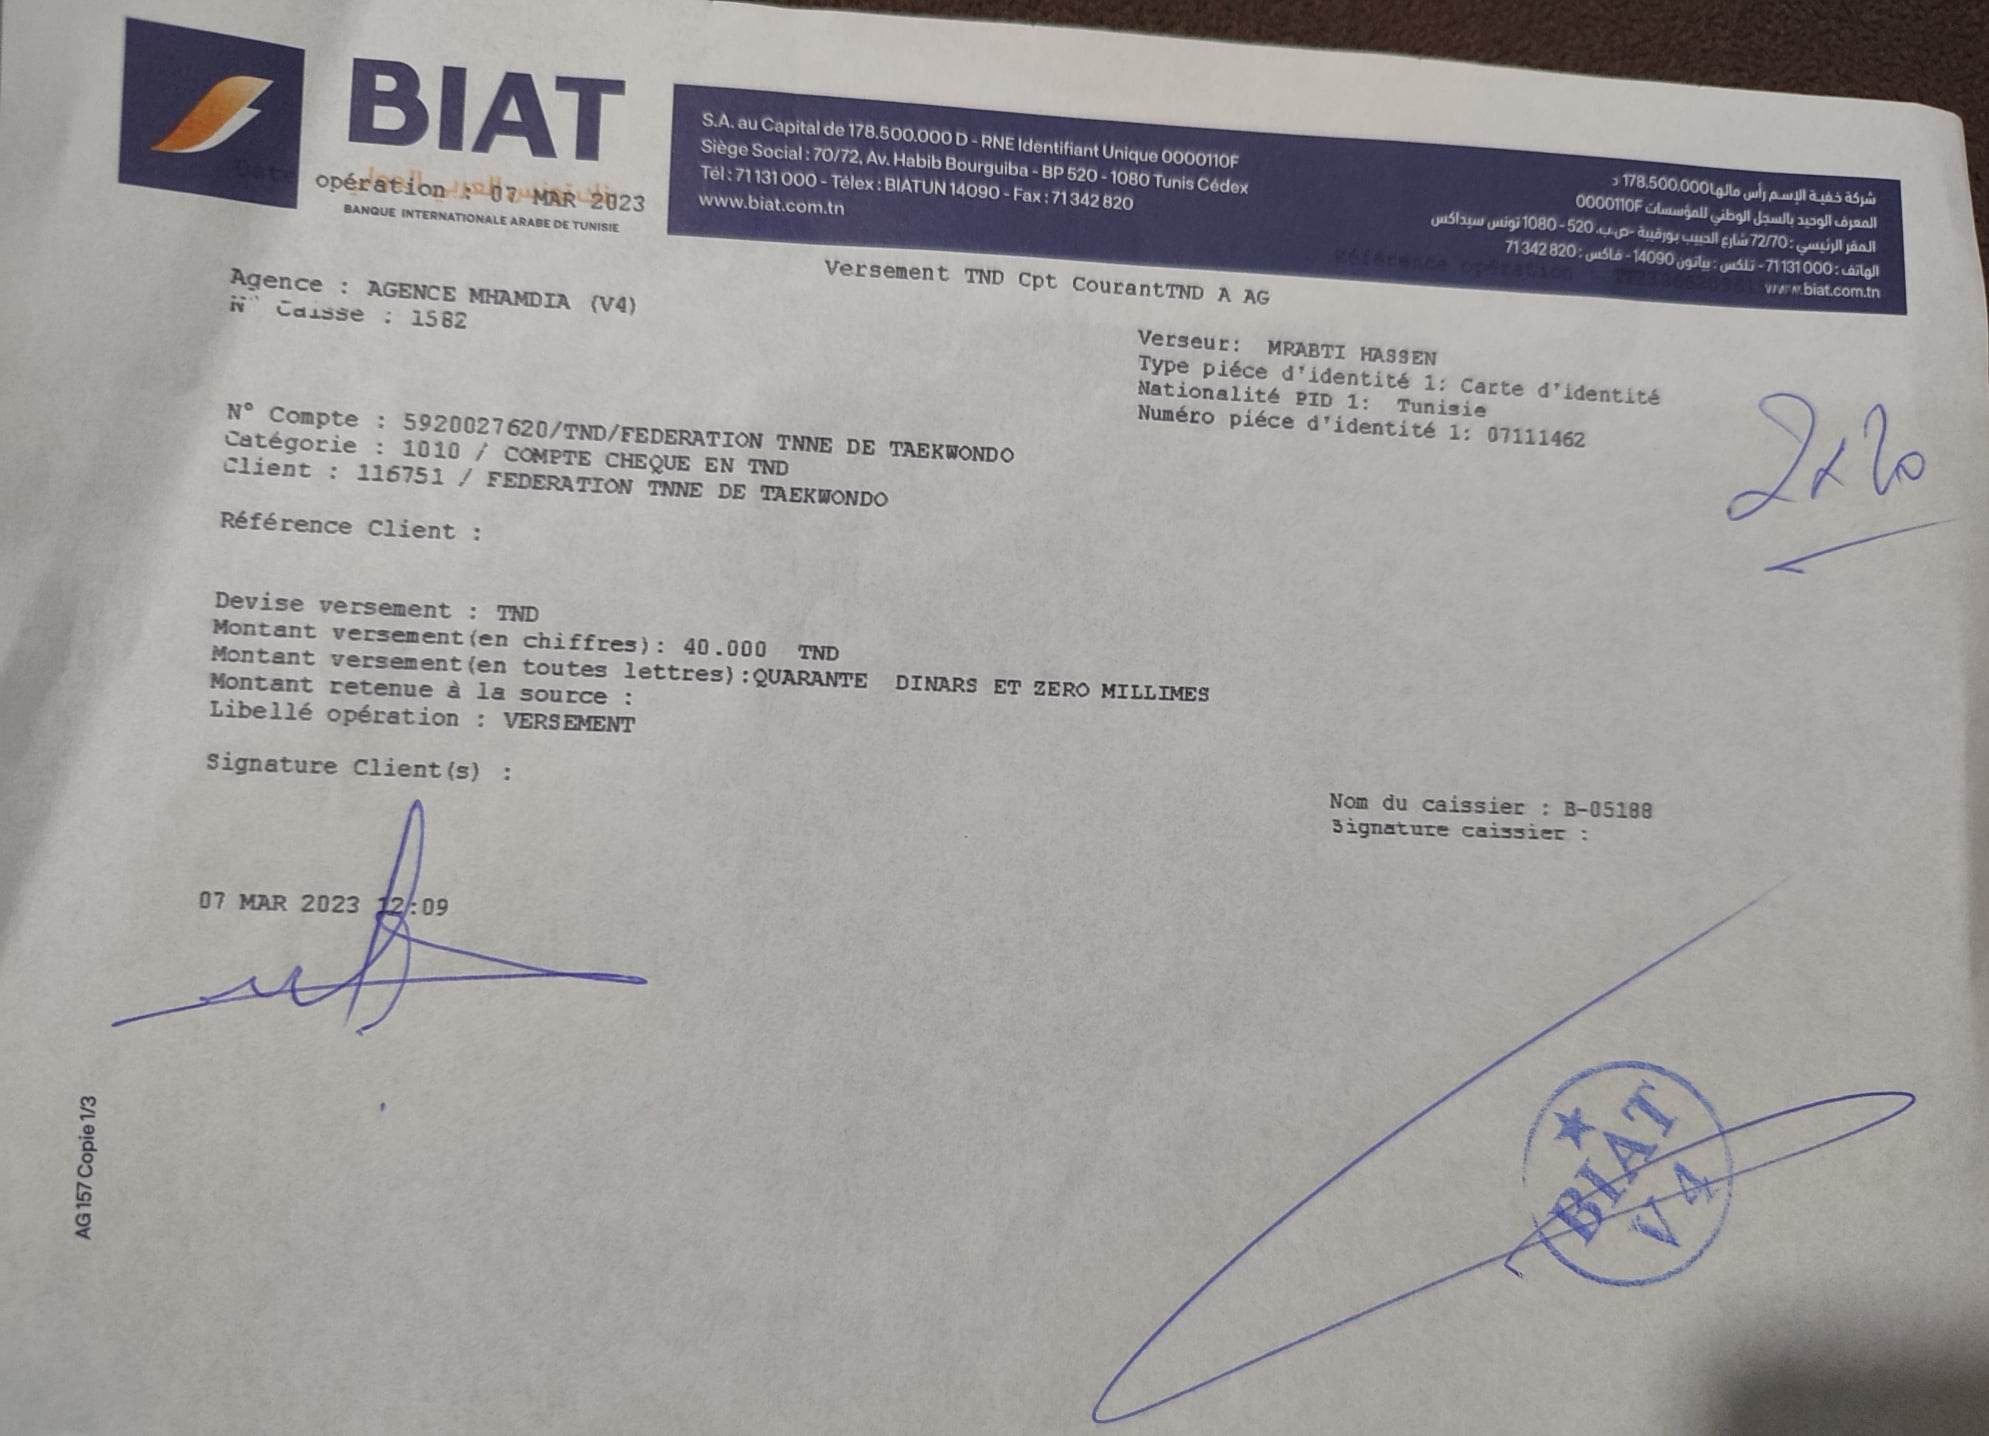 BIAT
opération : 07 MAR 2023
BANQUE INTERNATIONALE ARABE DE TUNISIE
S.A. au Capital de 178.500.000 D - RNE Identifiant Unique 0000110F
Siège Social : 70/72, Av. Habib Bourguiba - BP 520 - 1080 Tunis Cédex
Tél : 71 131 000 - Télex : BIATUN 14090 - Fax : 71 342 820
www.biat.com.tn
شركة خفية الإسم رأس مالها 178.500.000 د
المعرف الوحيد بالسجل الوطني للمؤسسات 0000110F
المقر الرئيسي : 72/70 شارع الحبيب بورقيبة -ص.ب. 520 - 1080 تونس سيداكس
الهاتف : 71131000 - تلكس : بياتون 14090 - فاكس : 71 342 820
www.biat.com.tn
Référence opération
Versement TND Cpt CourantTND A AG
Agence : AGENCE MHAMDIA (V4)
N° Caisse : 1582
Verseur: MRABTI HASSEN
Type piéce d'identité 1: Carte d'identité
Nationalité PID 1: Tunisie
Numéro piéce d'identité 1: 07111462
2x20
N° Compte : 5920027620/TND/FEDERATION TNNE DE TAEKWONDO
Catégorie : 1010 / COMPTE CHEQUE EN TND
Client : 116751 / FEDERATION TNNE DE TAEKWONDO
Référence Client :
Devise versement : TND
Montant versement(en chiffres): 40.000 TND
Montant versement(en toutes lettres):QUARANTE DINARS ET ZERO MILLIMES
Montant retenue à la source :
Libellé opération : VERSEMENT
Signature Client(s) :
Nom du caissier : B-05188
Signature caissier :
07 MAR 2023 12:09
BIAT
V4
AG 157 Copie 1/3